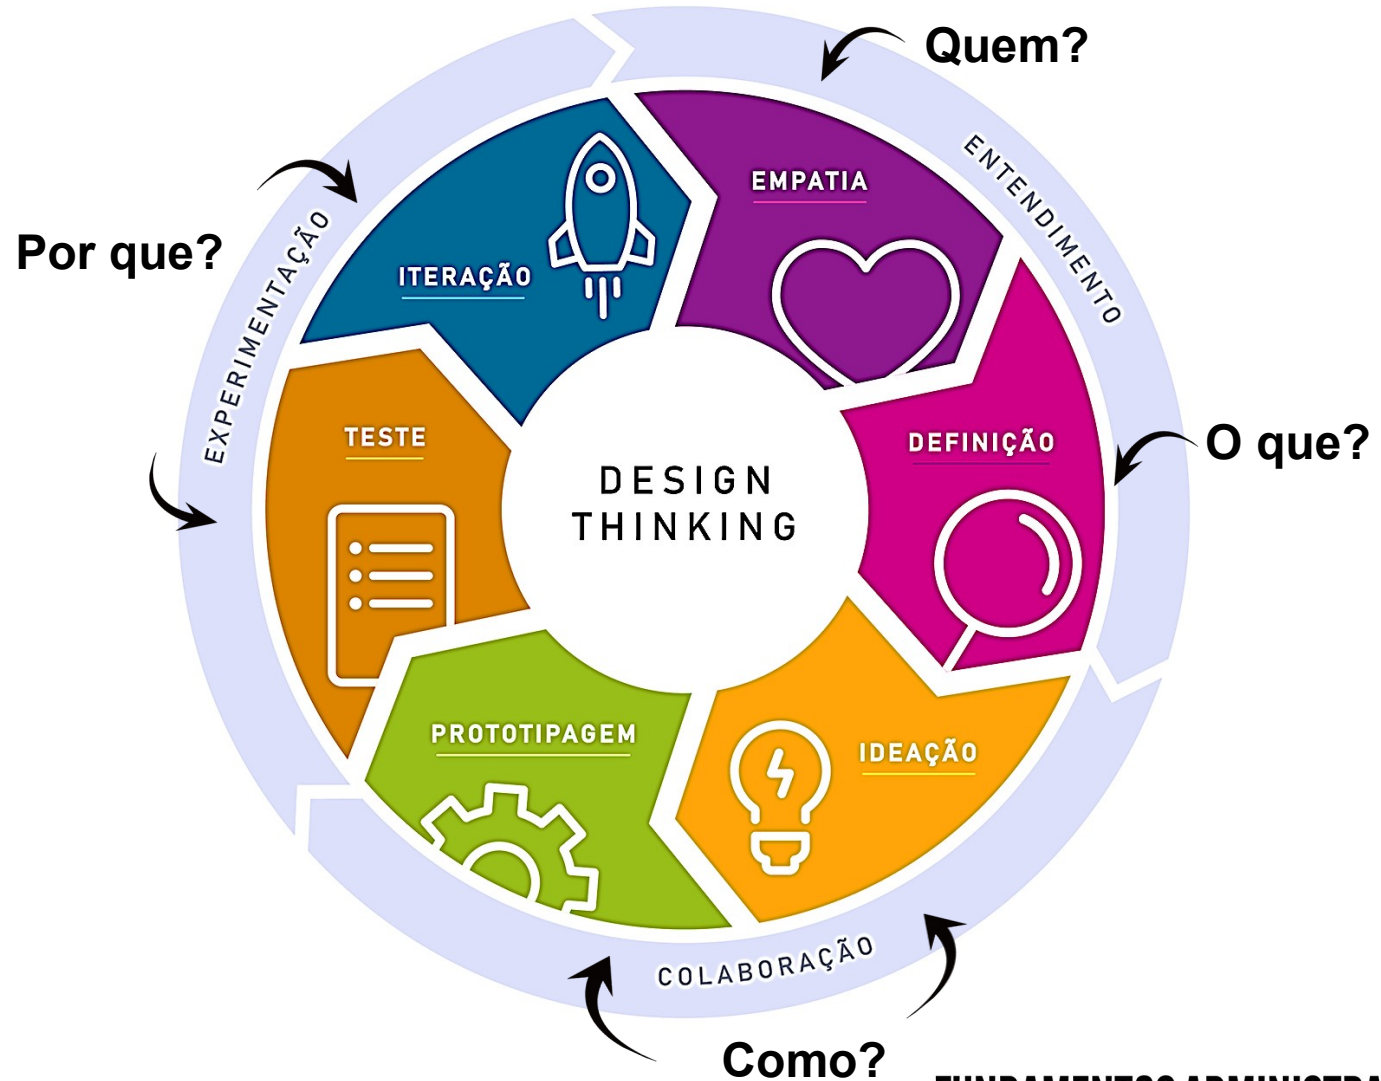 Quem?
EMPATIA
ENTENDIMENTO
Por que?
EXPERIMENTAÇÃO
ITERAÇÃO
TESTE
DEFINIÇÃO
O que?
DESIGN
THINKING
PROTOTIPAGEM
IDEAÇÃO
COLABORAÇÃO
Como?